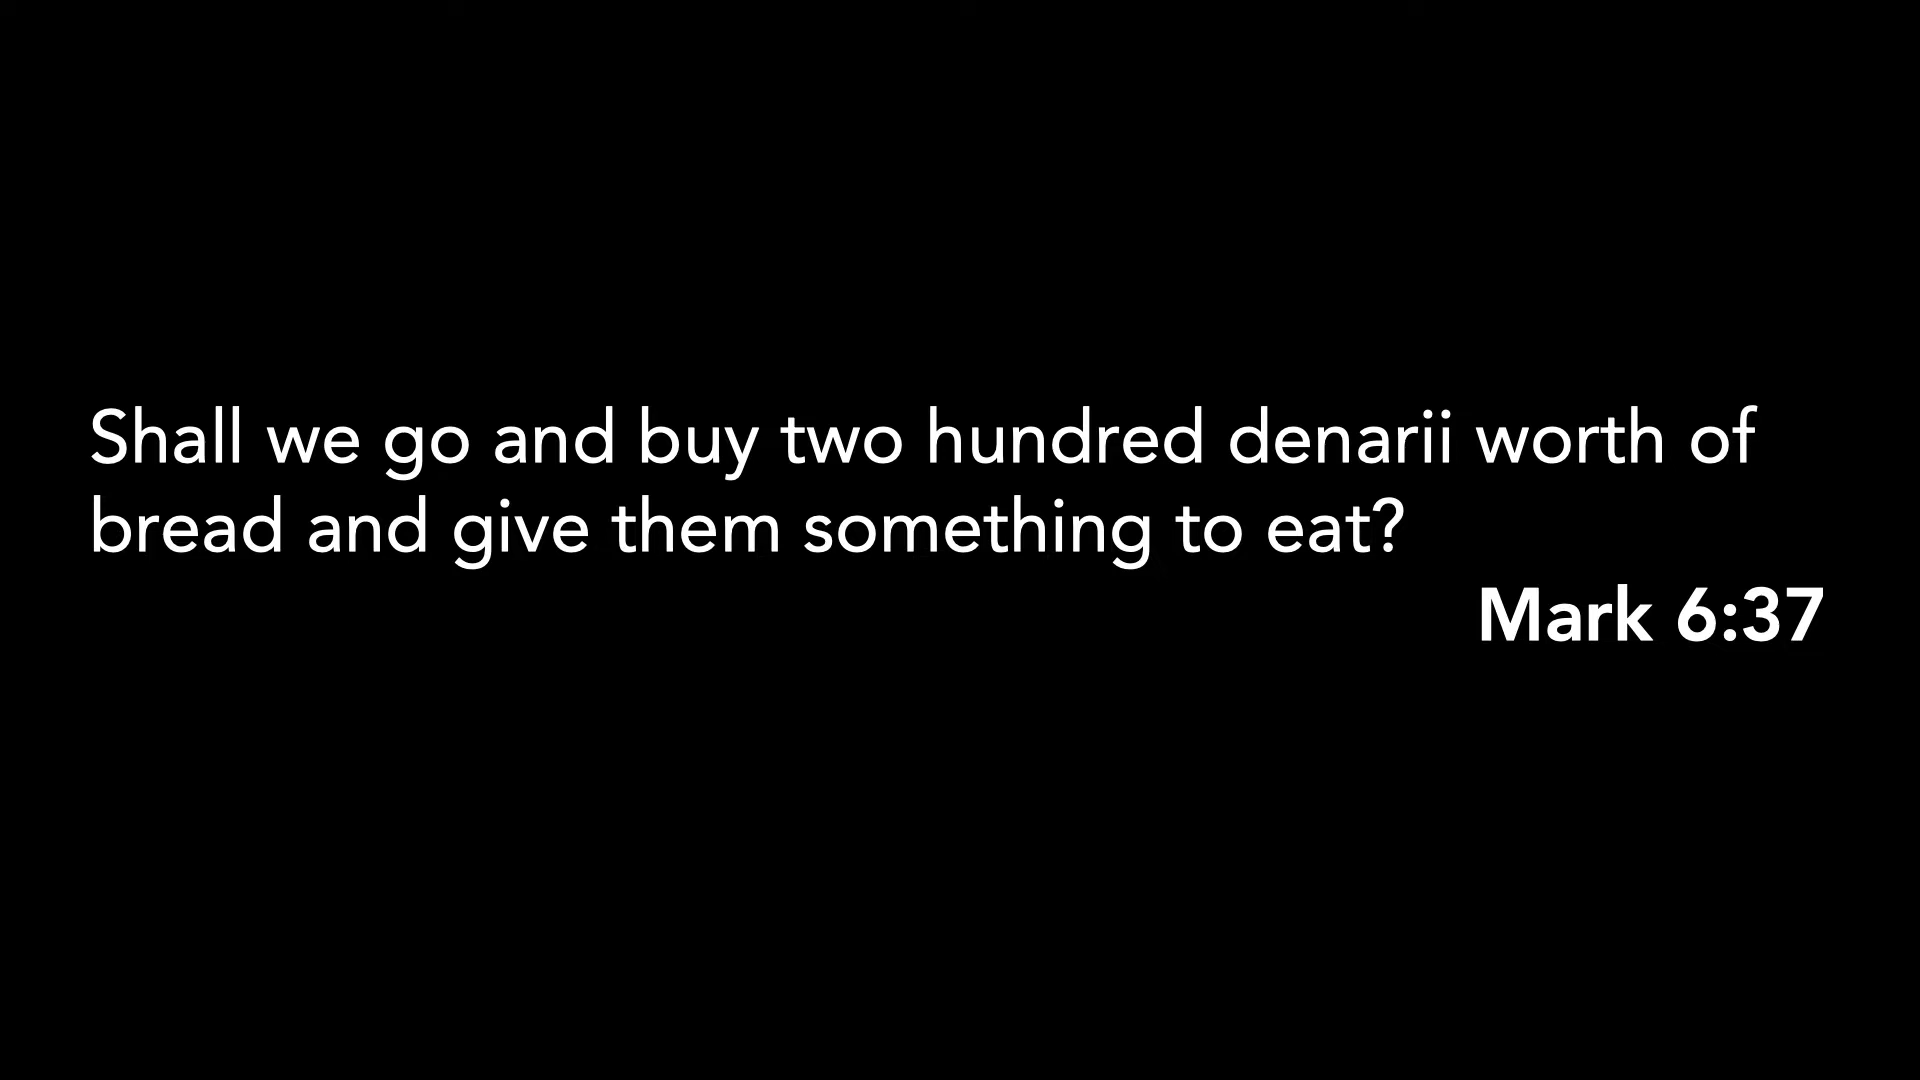 Shall we go and buy two hundred denarii worth of
bread and give them something to eat?
Mark 6:37